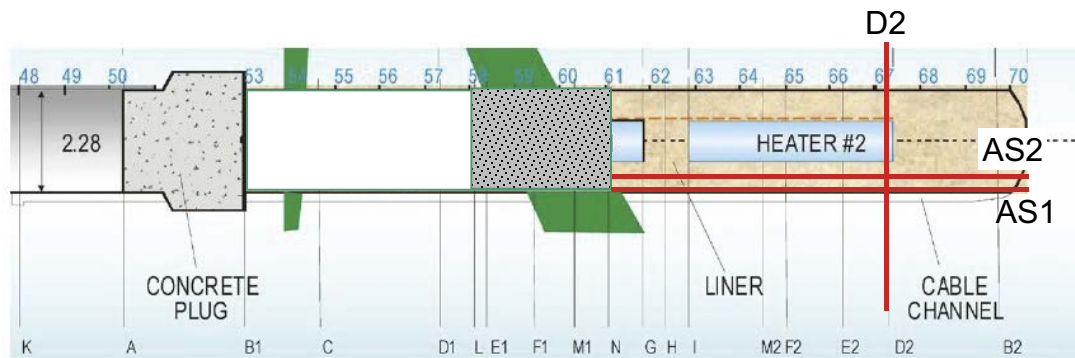 D2
48 49 50 53 54 55 56 57 58 59 60 61 62 63 64 65 66 67 68 69 70
2.28
HEATER #2
AS2
AS1
CONCRETE
PLUG
LINER
CABLE
CHANNEL
K A B1 C D1 L E1 F1 M1 N G H I M2 F2 E2 D2 B2